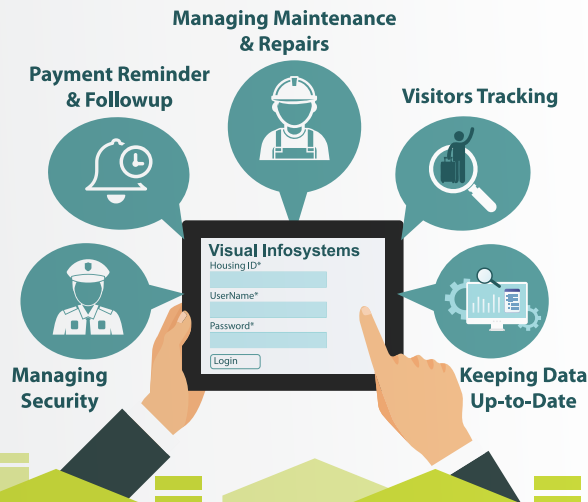 Managing Maintenance
& Repairs
Payment Reminder
& Followup
Visitors Tracking
Visual Infosystems
Housing ID*
UserName*
Password*
Login
Managing
Security
Keeping Data
Up-to-Date